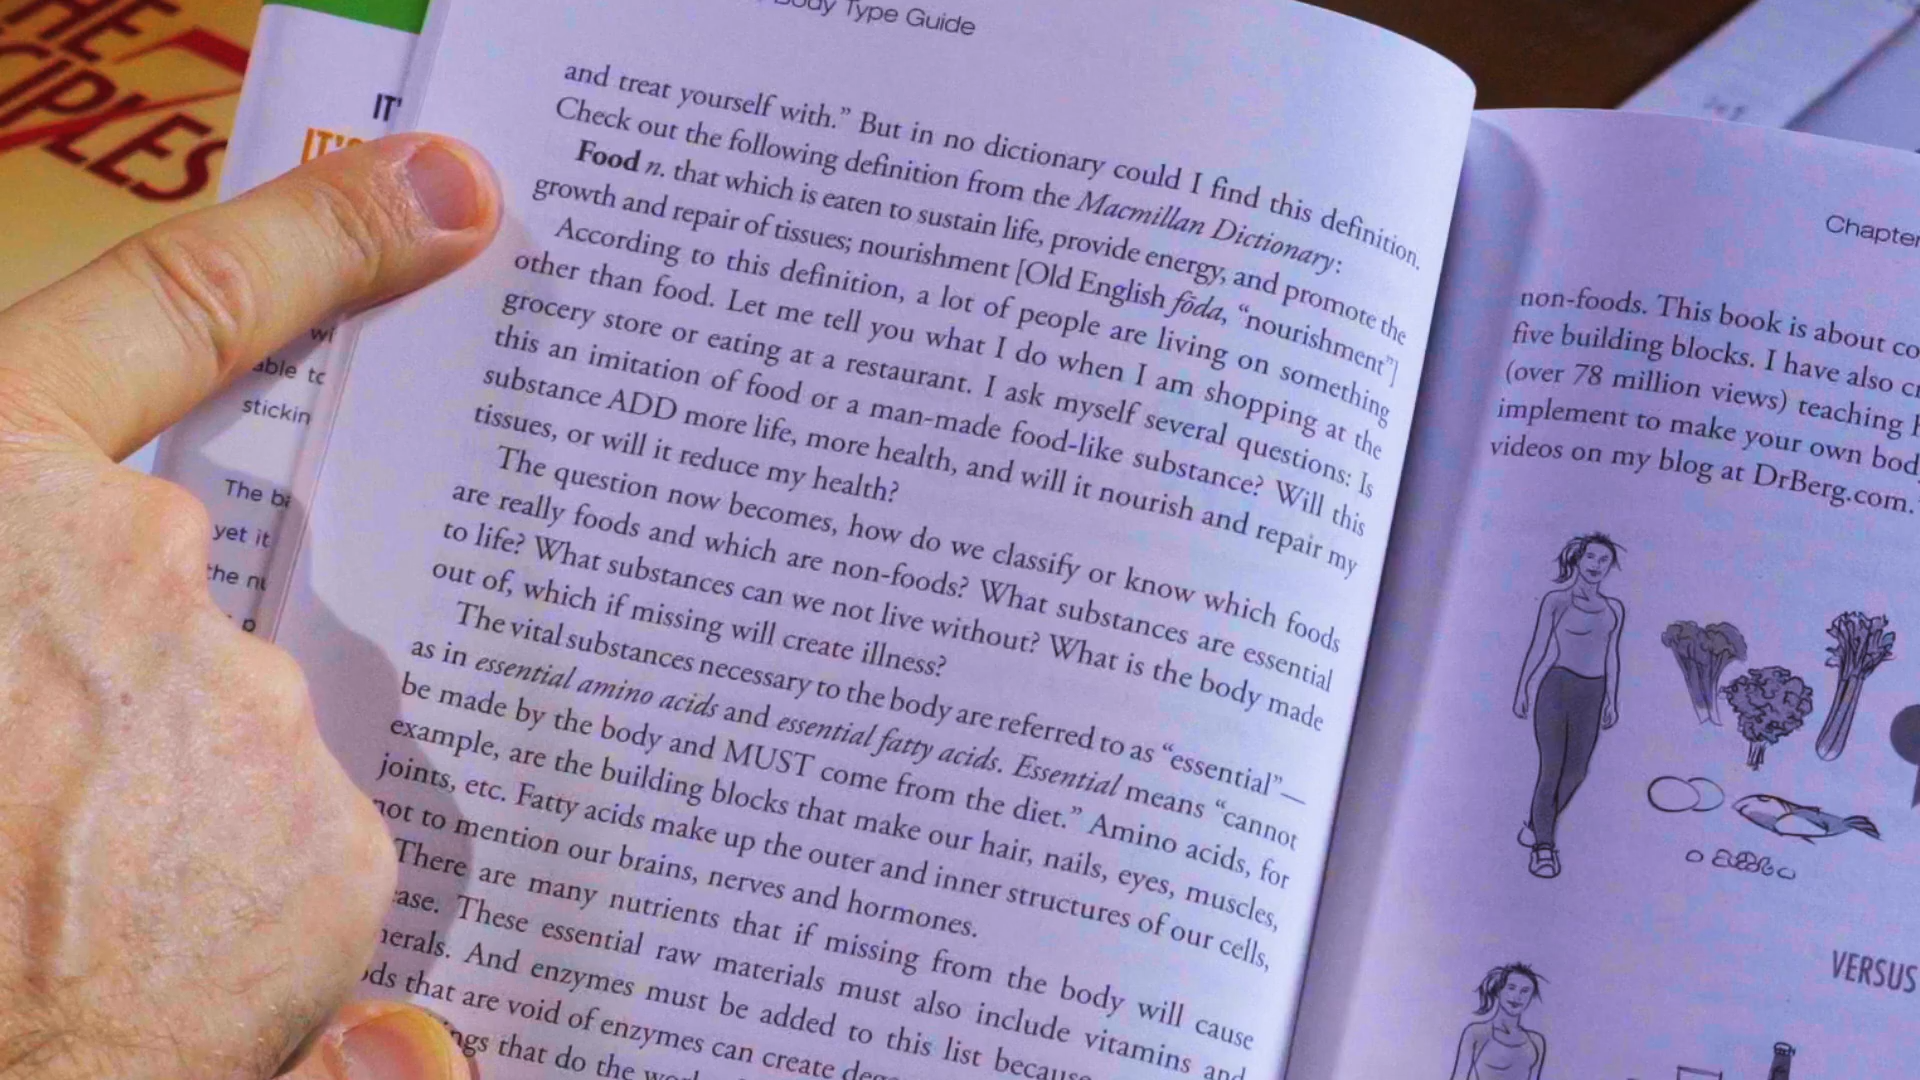 Body Type Guide
and treat yourself with.” But in no dictionary could I find this definition.
Check out the following definition from the Macmillan Dictionary:
Food n. that which is eaten to sustain life, provide energy, and promote the
growth and repair of tissues; nourishment [Old English fōda, “nourishment”]
According to this definition, a lot of people are living on something
other than food. Let me tell you what I do when I am shopping at the
grocery store or eating at a restaurant. I ask myself several questions: Is
this an imitation of food or a man-made food-like substance? Will this
substance ADD more life, more health, and will it nourish and repair my
tissues, or will it reduce my health?
The question now becomes, how do we classify or know which foods
are really foods and which are non-foods? What substances are essential
to life? What substances can we not live without? What is the body made
out of, which if missing will create illness?
The vital substances necessary to the body are referred to as “essential”—
as in essential amino acids and essential fatty acids. Essential means “cannot
be made by the body and MUST come from the diet.” Amino acids, for
example, are the building blocks that make our hair, nails, eyes, muscles,
joints, etc. Fatty acids make up the outer and inner structures of our cells,
not to mention our brains, nerves and hormones.
There are many nutrients that if missing from the body will cause
These essential raw materials must also include vitamins and
And enzymes must be added to this list because
that are void of enzymes can create
that do the
Chapter
non-foods. This book is about
five building blocks. I have also
(over 78 million views) teaching
implement to make your own
videos on my blog at DrBerg.com.
VERSUS
IT'
IT'S
able
The
yet it
the